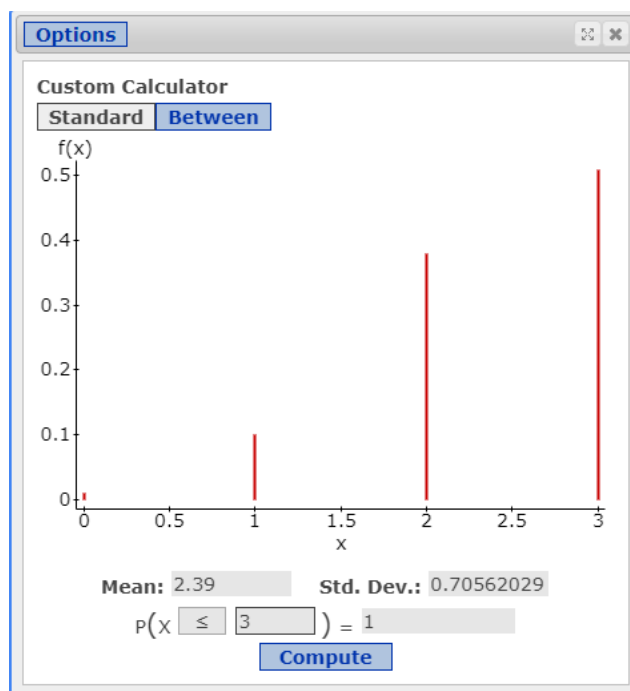 Options
Custom Calculator
Standard Between
f(x)
0.5
0.4
0.3
0.2
0.1
0
0 0.5 1 1.5 2 2.5 3
x
Mean: 2.39 Std. Dev.: 0.70562029
P(X ≤ 3 ) = 1
Compute